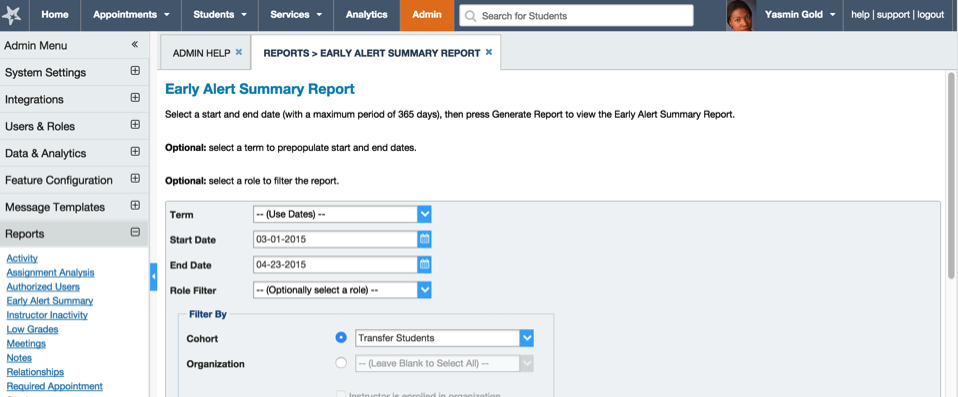 Home Appointments Students Services Analytics Admin Search for Students Yasmin Gold help | support | logout
Admin Menu «
System Settings
Integrations
Users & Roles
Data & Analytics
Feature Configuration
Message Templates
Reports
Activity
Assignment Analysis
Authorized Users
Early Alert Summary
Instructor Inactivity
Low Grades
Meetings
Notes
Relationships
Required Appointment
ADMIN HELP × REPORTS > EARLY ALERT SUMMARY REPORT ×
Early Alert Summary Report
Select a start and end date (with a maximum period of 365 days), then press Generate Report to view the Early Alert Summary Report.
Optional: select a term to prepopulate start and end dates.
Optional: select a role to filter the report.
Term -- (Use Dates) --
Start Date 03-01-2015
End Date 04-23-2015
Role Filter -- (Optionally select a role) --
Filter By
Cohort Transfer Students
Organization -- (Leave Blank to Select All) --
Instructor is enrolled in organization